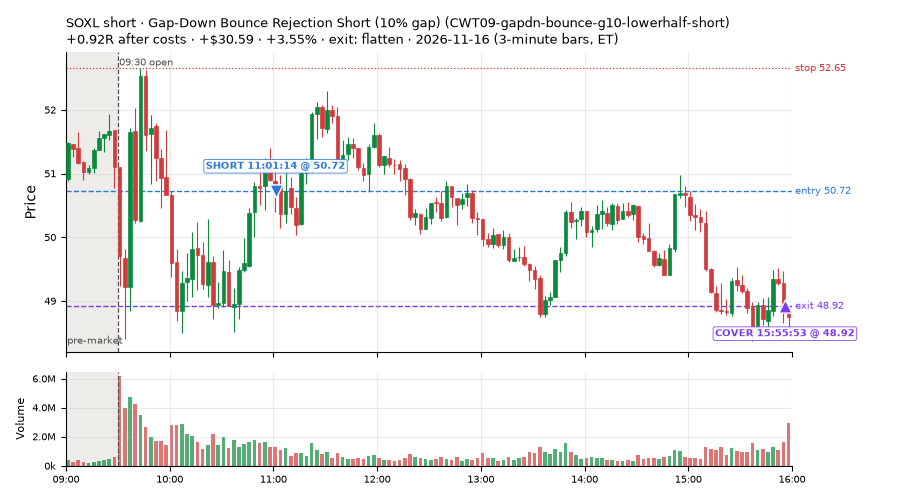 SOXL short · Gap-Down Bounce Rejection Short (10% gap) (CWT09-gapdn-bounce-g10-lowerhalf-short)
+0.92R after costs · +$30.59 · +3.55% · exit: flatten · 2026-11-16 (3-minute bars, ET)
09:30 open
stop 52.65
52
SHORT 11:01:14 @ 50.72
51
entry 50.72
Price
50
49
exit 48.92
COVER 15:55:53 @ 48.92
pre-market
6.0M
4.0M
Volume
2.0M
0k
09:00 10:00 11:00 12:00 13:00 14:00 15:00 16:00